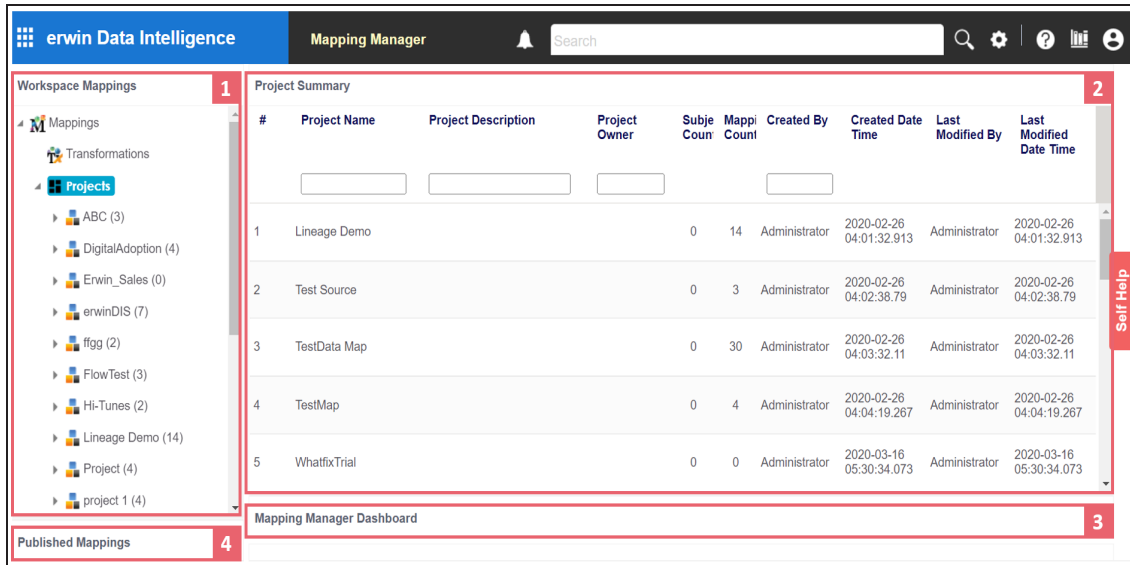 erwin Data Intelligence
Mapping Manager
Search
Workspace Mappings
1
Mappings
Transformations
Projects
ABC (3)
DigitalAdoption (4)
Erwin_Sales (0)
erwinDIS (7)
ffgg (2)
FlowTest (3)
Hi-Tunes (2)
Lineage Demo (14)
Project (4)
project 1 (4)
Published Mappings
4
Project Summary
2
# Project Name Project Description Project Owner Subje Coun Mappi Count Created By Created Date Time Last Modified By Last Modified Date Time
1 Lineage Demo 0 14 Administrator 2020-02-26 04:01:32.913 Administrator 2020-02-26 04:01:32.913
2 Test Source 0 3 Administrator 2020-02-26 04:02:38.79 Administrator 2020-02-26 04:02:38.79
3 TestData Map 0 30 Administrator 2020-02-26 04:03:32.11 Administrator 2020-02-26 04:03:32.11
4 TestMap 0 4 Administrator 2020-02-26 04:04:19.267 Administrator 2020-02-26 04:04:19.267
5 WhatfixTrial 0 0 Administrator 2020-03-16 05:30:34.073 Administrator 2020-03-16 05:30:34.073
Mapping Manager Dashboard
3
Self Help